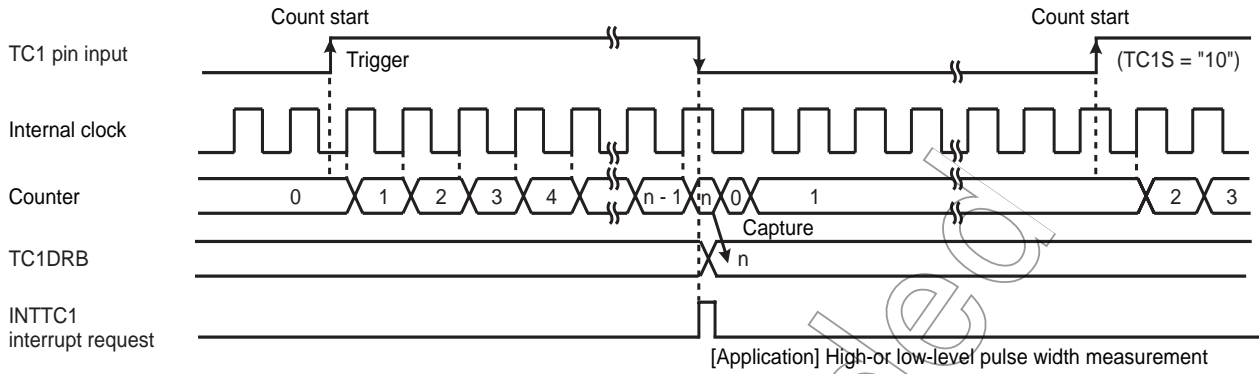 Count start
Count start
TC1 pin input
Trigger
(TC1S = "10")
Internal clock
Counter
0
1
2
3
4
n - 1
n
0
1
2
3
Capture
TC1DRB
n
INTTC1
interrupt request
[Application] High-or low-level pulse width measurement